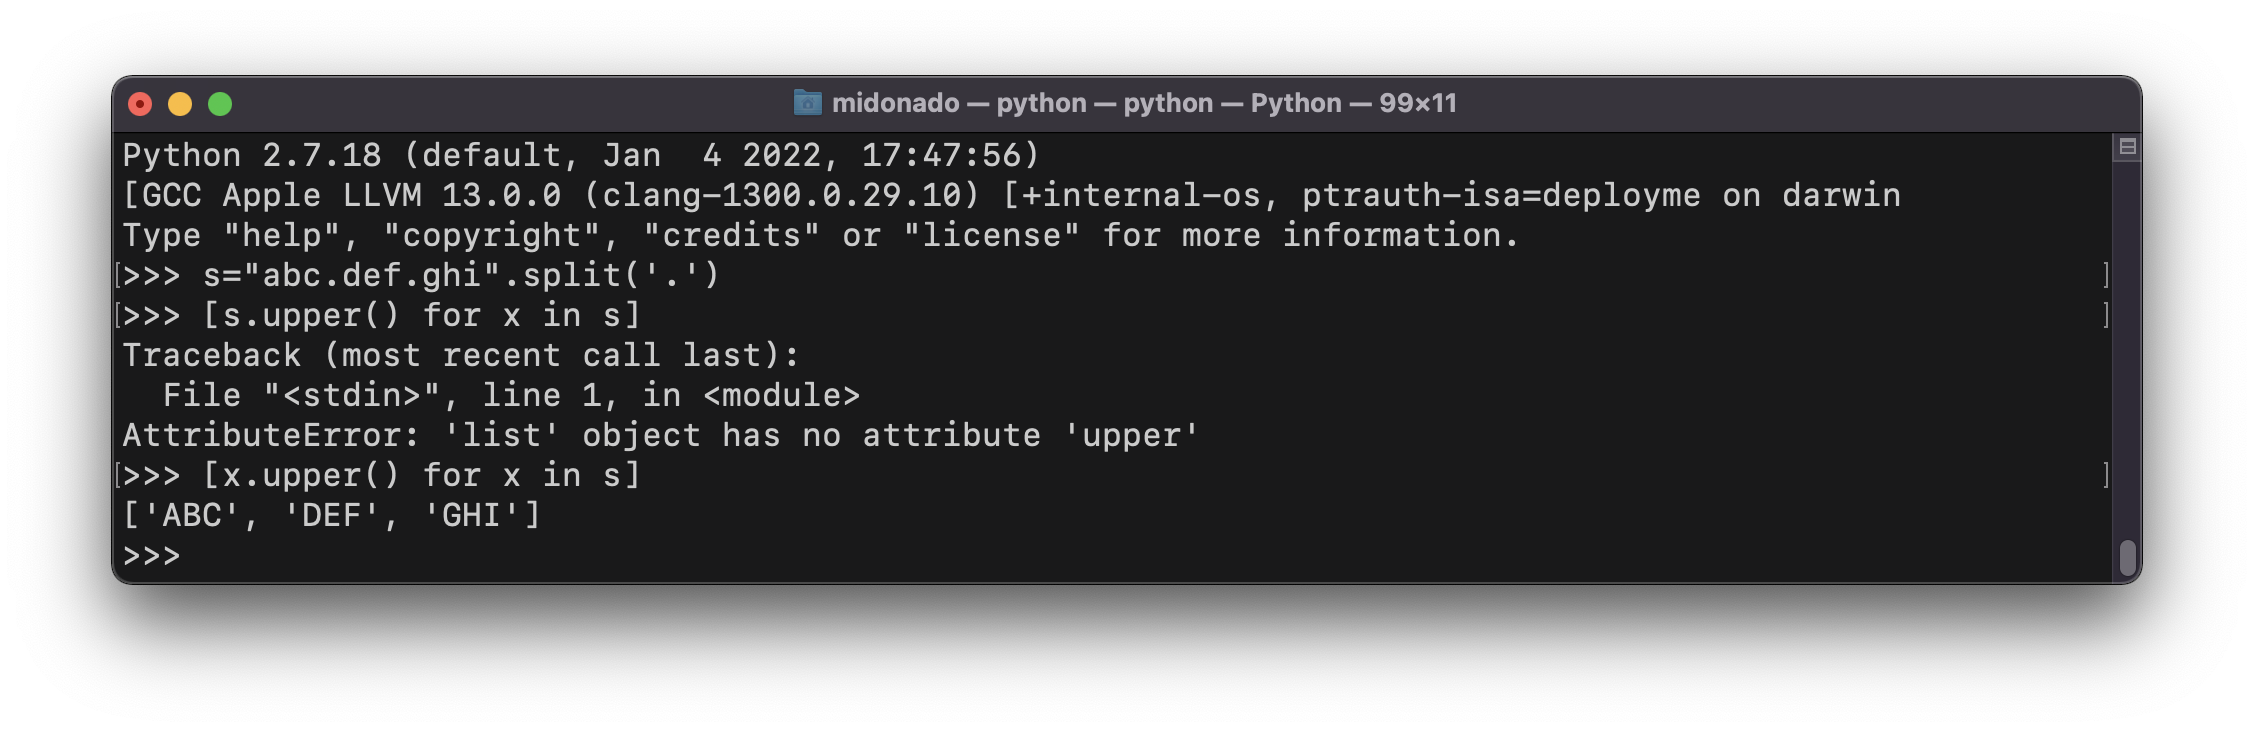 midonado — python — python — Python — 99×11
Python 2.7.18 (default, Jan  4 2022, 17:47:56)
[GCC Apple LLVM 13.0.0 (clang-1300.0.29.10) [+internal-os, ptrauth-isa=deployme on darwin
Type "help", "copyright", "credits" or "license" for more information.
[>>> s="abc.def.ghi".split('.') ]
[>>> [s.upper() for x in s] ]
Traceback (most recent call last):
  File "<stdin>", line 1, in <module>
AttributeError: 'list' object has no attribute 'upper'
[>>> [x.upper() for x in s] ]
['ABC', 'DEF', 'GHI']
>>>